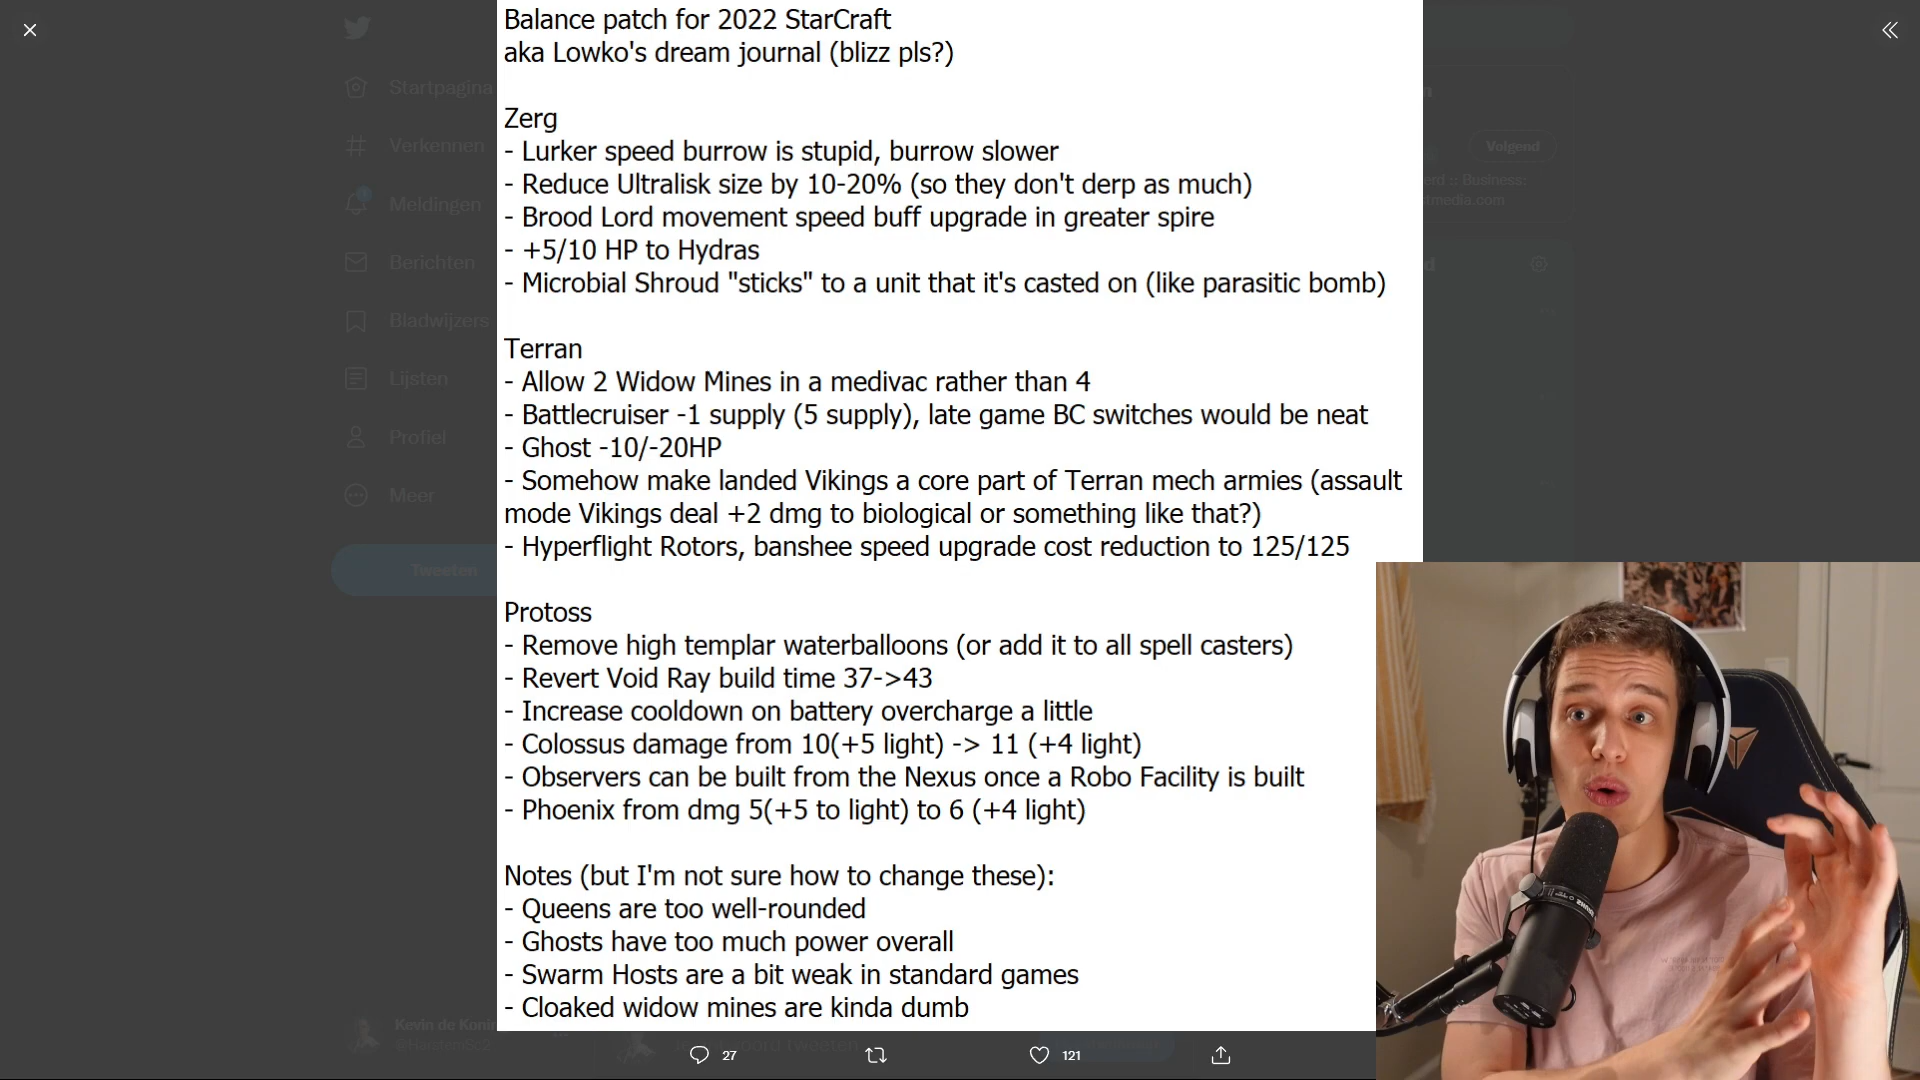 Balance patch for 2022 StarCraft
aka Lowko's dream journal (blizz pls?)
Zerg
- Lurker speed burrow is stupid, burrow slower
- Reduce Ultralisk size by 10-20% (so they don't derp as much)
- Brood Lord movement speed buff upgrade in greater spire
- +5/10 HP to Hydras
- Microbial Shroud "sticks" to a unit that it's casted on (like parasitic bomb)
Terran
- Allow 2 Widow Mines in a medivac rather than 4
- Battlecruiser -1 supply (5 supply), late game BC switches would be neat
- Ghost -10/-20HP
- Somehow make landed Vikings a core part of Terran mech armies (assault
mode Vikings deal +2 dmg to biological or something like that?)
- Hyperflight Rotors, banshee speed upgrade cost reduction to 125/125
Protoss
- Remove high templar waterballoons (or add it to all spell casters)
- Revert Void Ray build time 37->43
- Increase cooldown on battery overcharge a little
- Colossus damage from 10(+5 light) -> 11 (+4 light)
- Observers can be built from the Nexus once a Robo Facility is built
- Phoenix from dmg 5(+5 to light) to 6 (+4 light)
Notes (but I'm not sure how to change these):
- Queens are too well-rounded
- Ghosts have too much power overall
- Swarm Hosts are a bit weak in standard games
- Cloaked widow mines are kinda dumb
27
121
Startpagina
Verkennen
Meldingen
Berichten
Bladwijzers
Lijsten
Profiel
Meer
Tweeten
Volgend
:: Business:
Kevin de Koni
tweeten